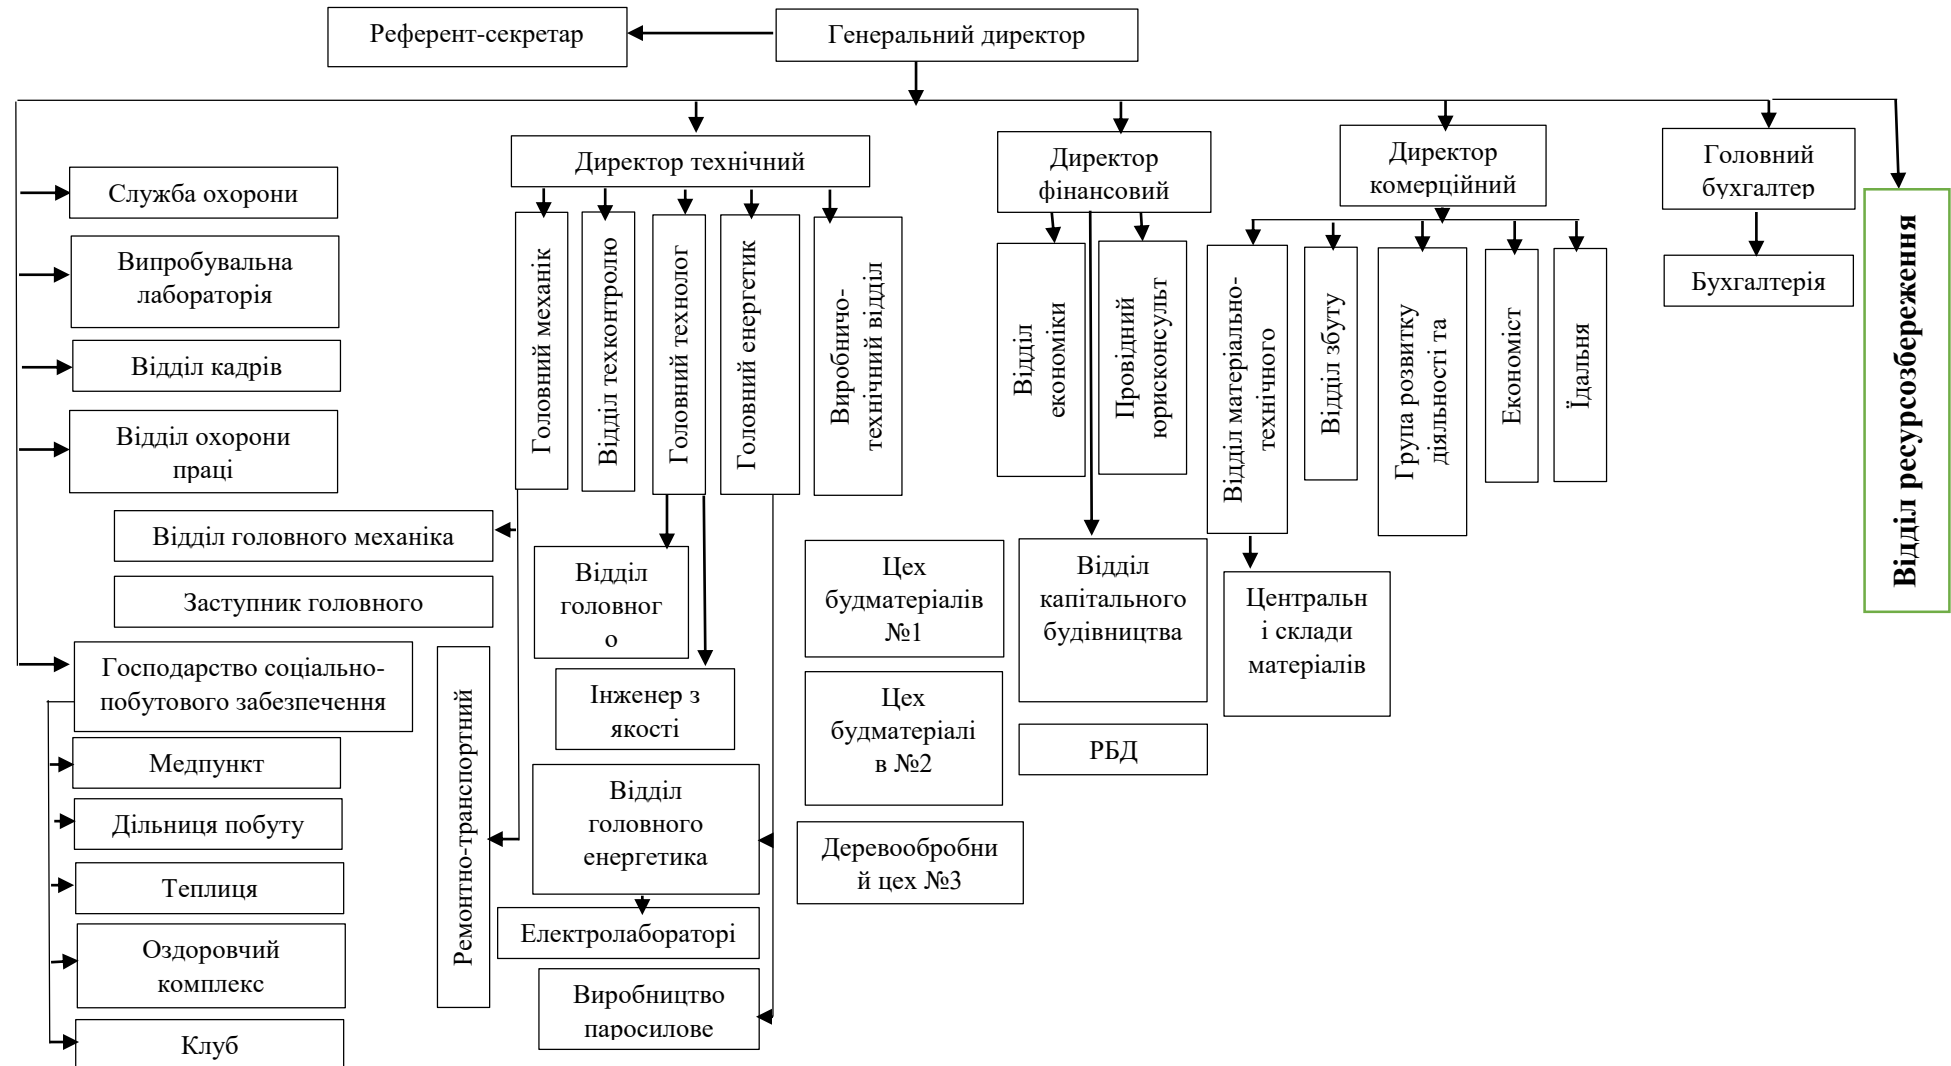 Референт-секретар
Генеральний директор
Директор технічний
Директор
фінансовий
Директор
комерційний
Головний
бухгалтер
Бухгалтерія
Відділ ресурсозбереження
Служба охорони
Випробувальна
лабораторія
Відділ кадрів
Відділ охорони
праці
Головний механік
Відділ техконтролю
Головний технолог
Головний енергетик
Виробничо-
технічний відділ
Відділ
економіки
Провідний
юрисконсульт
Відділ матеріально-
технічного
Відділ збуту
Група розвитку
діяльності та
Економіст
Їдальня
Відділ головного механіка
Заступник головного
Господарство соціально-
побутового забезпечення
Медпункт
Дільниця побуту
Теплиця
Оздоровчий
комплекс
Клуб
Ремонтно-транспортний
Відділ
головног
о
Інженер з
якості
Відділ
головного
енергетика
Електролабораторі
Виробництво
паросилове
Цех
будматеріалів
№1
Цех
будматеріалі
в №2
Деревообробни
й цех №3
Відділ
капітального
будівництва
РБД
Центральн
і склади
матеріалів